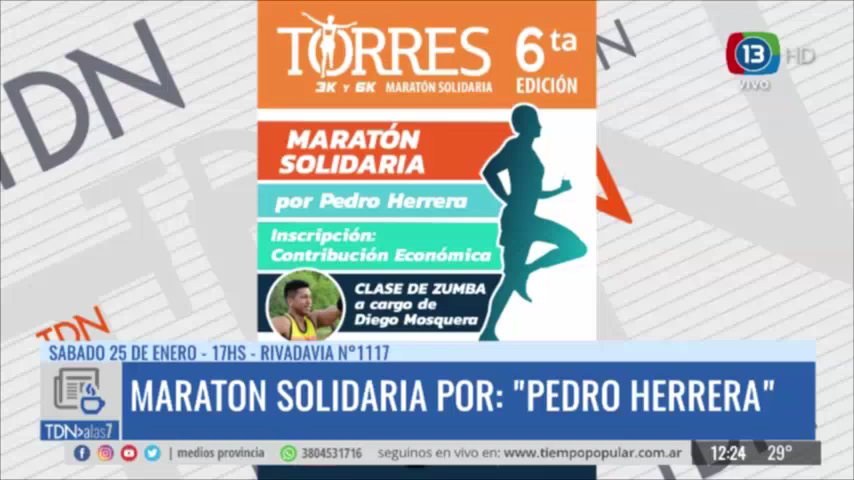 TORRES
3K Y 6K MARATÓN SOLIDARIA
6ta
EDICIÓN
13 HD
vivo
TDN
MARATÓN
SOLIDARIA
por Pedro Herrera
Inscripción:
Contribución Económica
CLASE DE ZUMBA
a cargo de
Diego Mosquera
TDN
SABADO 25 DE ENERO - 17HS - RIVADAVIA N°1117
MARATON SOLIDARIA POR: "PEDRO HERRERA"
TDN>alas7
| medios provincia 3804531716 seguinos en vivo en: www.tiempopopular.com.ar 12:24 29°